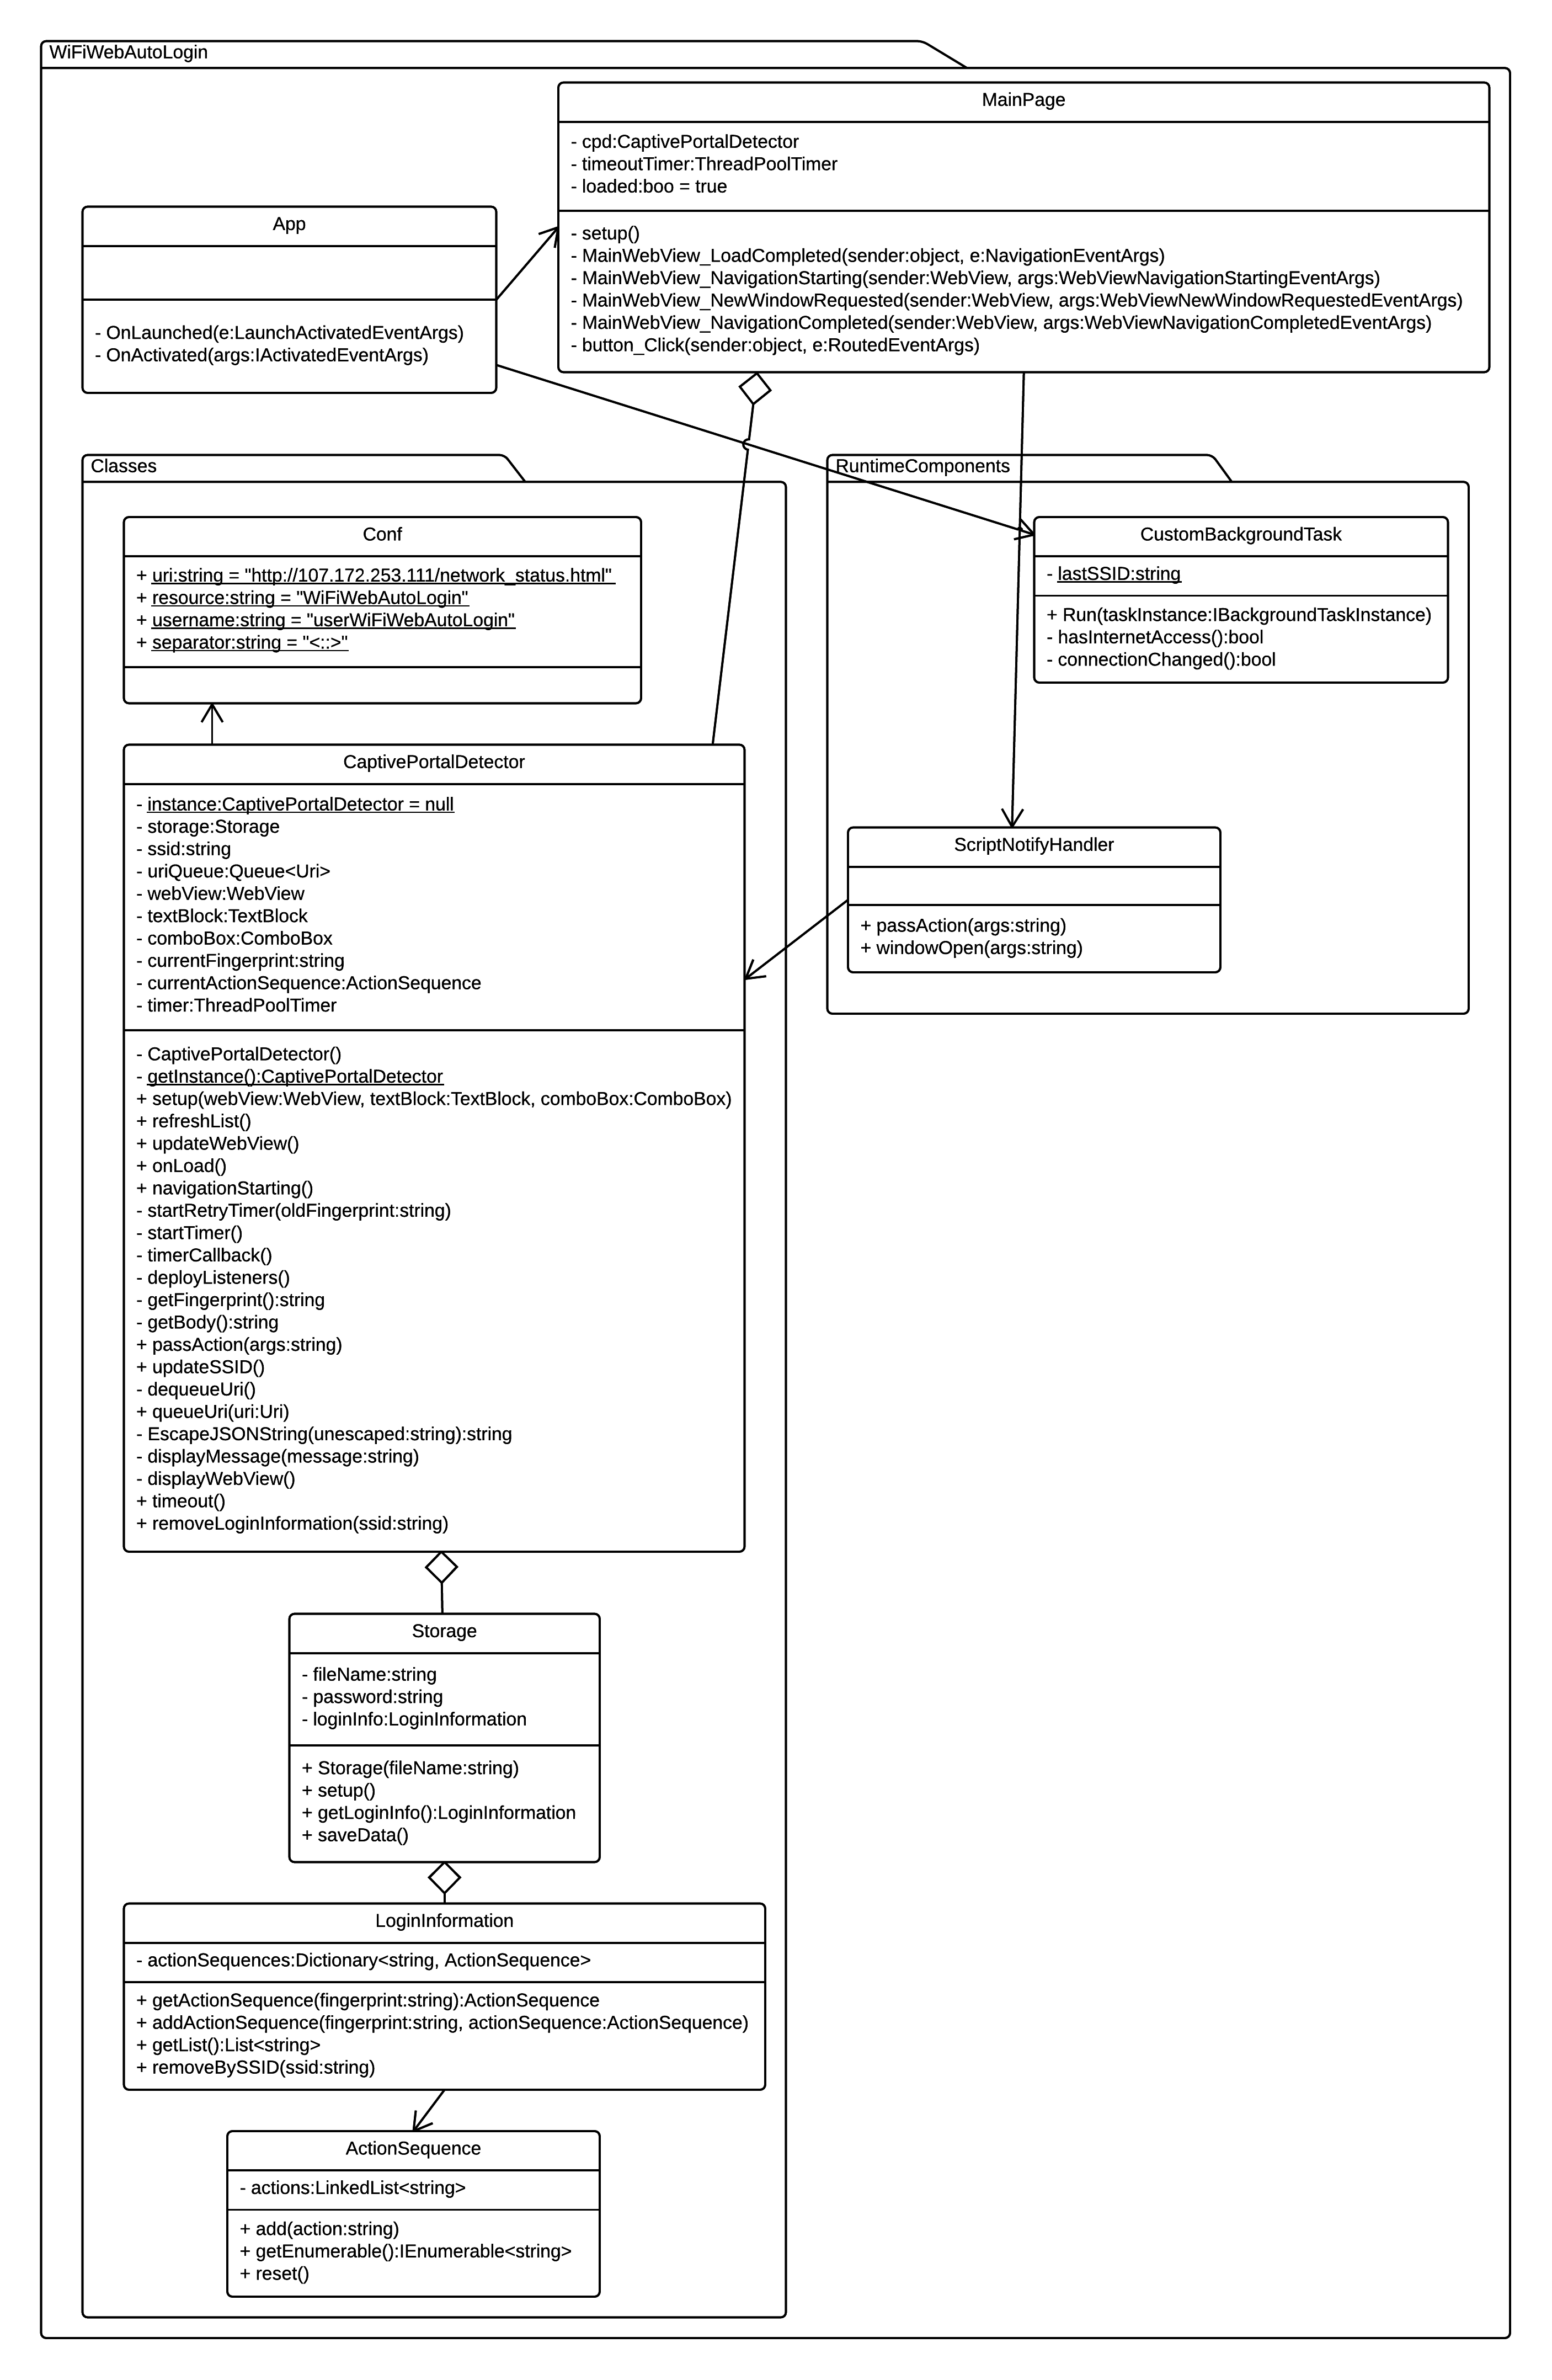 WiFiWebAutoLogin
MainPage
- cpd:CaptivePortalDetector
- timeoutTimer:ThreadPoolTimer
- loaded:boo = true
- setup()
- MainWebView_LoadCompleted(sender:object, e:NavigationEventArgs)
- MainWebView_NavigationStarting(sender:WebView, args:WebViewNavigationStartingEventArgs)
- MainWebView_NewWindowRequested(sender:WebView, args:WebViewNewWindowRequestedEventArgs)
- MainWebView_NavigationCompleted(sender:WebView, args:WebViewNavigationCompletedEventArgs)
- button_Click(sender:object, e:RoutedEventArgs)
App
- OnLaunched(e:LaunchActivatedEventArgs)
- OnActivated(args:IActivatedEventArgs)
Classes
Conf
+ uri:string = "http://107.172.253.111/network_status.html"
+ resource:string = "WiFiWebAutoLogin"
+ username:string = "userWiFiWebAutoLogin"
+ separator:string = "<::>"
RuntimeComponents
CustomBackgroundTask
- lastSSID:string
+ Run(taskInstance:IBackgroundTaskInstance)
- hasInternetAccess():bool
- connectionChanged():bool
CaptivePortalDetector
- instance:CaptivePortalDetector = null
- storage:Storage
- ssid:string
- uriQueue:Queue<Uri>
- webView:WebView
- textBlock:TextBlock
- comboBox:ComboBox
- currentFingerprint:string
- currentActionSequence:ActionSequence
- timer:ThreadPoolTimer
- CaptivePortalDetector()
- getInstance():CaptivePortalDetector
+ setup(webView:WebView, textBlock:TextBlock, comboBox:ComboBox)
+ refreshList()
+ updateWebView()
+ onLoad()
+ navigationStarting()
- startRetryTimer(oldFingerprint:string)
- startTimer()
- timerCallback()
- deployListeners()
- getFingerprint():string
- getBody():string
+ passAction(args:string)
+ updateSSID()
- dequeueUri()
+ queueUri(uri:Uri)
- EscapeJSONString(unescaped:string):string
- displayMessage(message:string)
- displayWebView()
+ timeout()
+ removeLoginInformation(ssid:string)
ScriptNotifyHandler
+ passAction(args:string)
+ windowOpen(args:string)
Storage
- fileName:string
- password:string
- loginInfo:LoginInformation
+ Storage(fileName:string)
+ setup()
+ getLoginInfo():LoginInformation
+ saveData()
LoginInformation
- actionSequences:Dictionary<string, ActionSequence>
+ getActionSequence(fingerprint:string):ActionSequence
+ addActionSequence(fingerprint:string, actionSequence:ActionSequence)
+ getList():List<string>
+ removeBySSID(ssid:string)
ActionSequence
- actions:LinkedList<string>
+ add(action:string)
+ getEnumerable():IEnumerable<string>
+ reset()